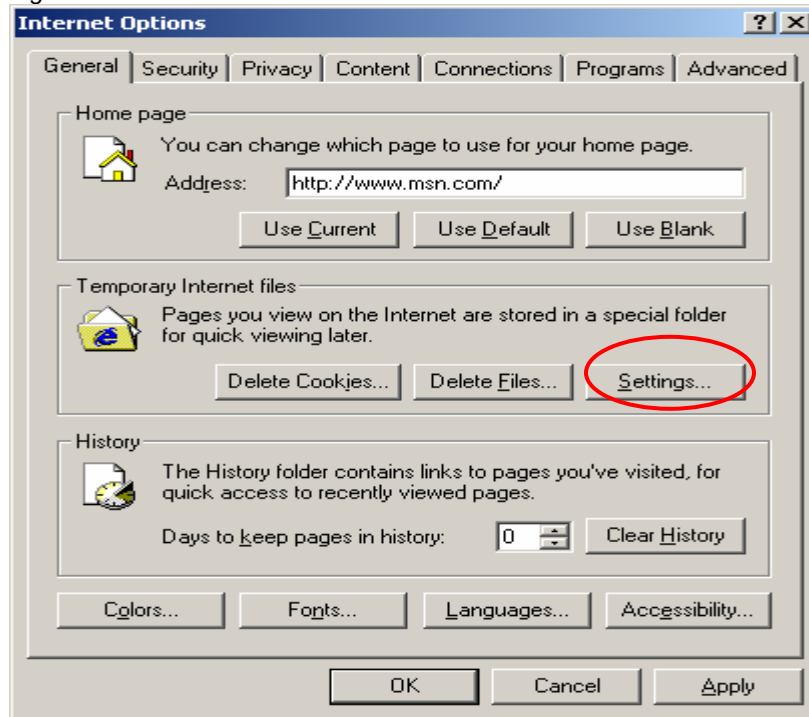 Internet Options
General Security Privacy Content Connections Programs Advanced
Home page
You can change which page to use for your home page.
Address: http://www.msn.com/
Use Current Use Default Use Blank
Temporary Internet files
Pages you view on the Internet are stored in a special folder
for quick viewing later.
Delete Cookies... Delete Files... Settings...
History
The History folder contains links to pages you've visited, for
quick access to recently viewed pages.
Days to keep pages in history: 0 Clear History
Colors... Fonts... Languages... Accessibility...
OK Cancel Apply